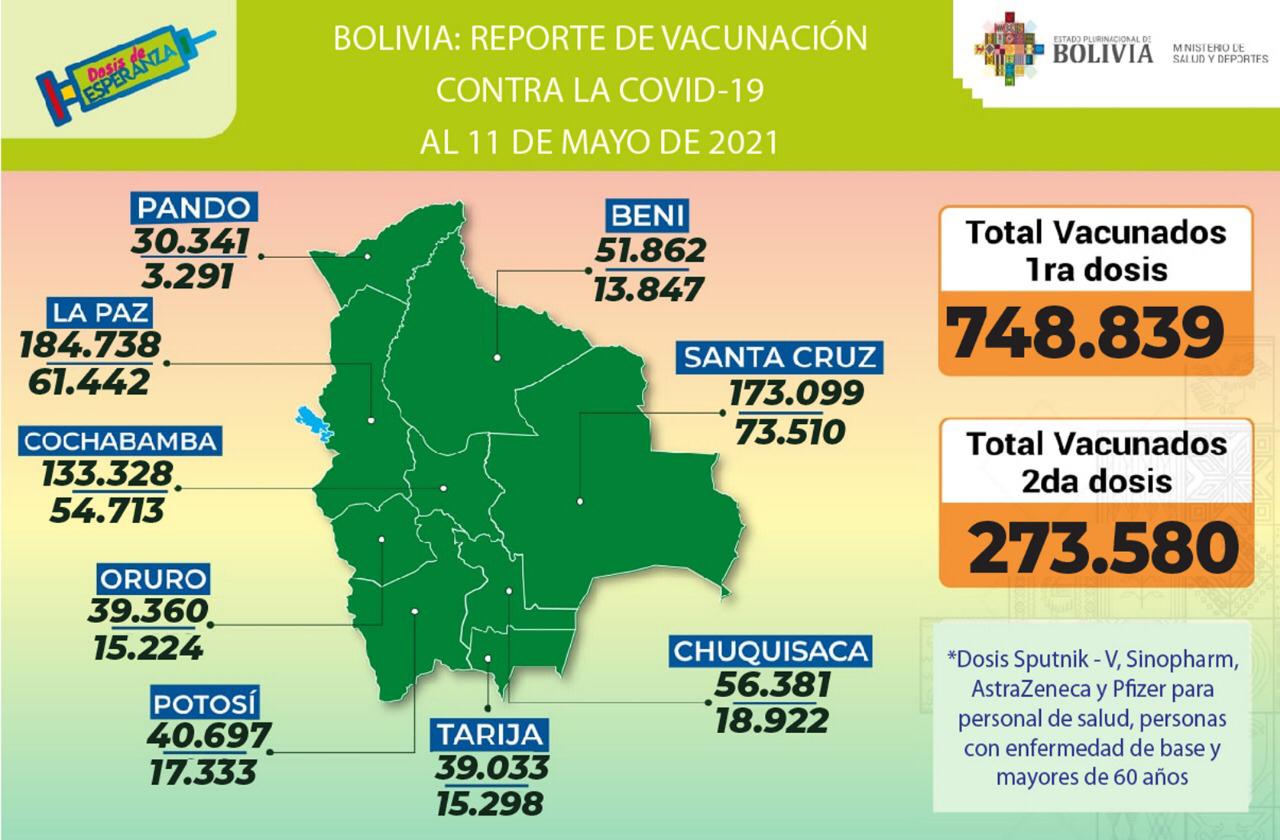 Dosis de
ESPERANZA
BOLIVIA: REPORTE DE VACUNACIÓN
CONTRA LA COVID-19
AL 11 DE MAYO DE 2021
ESTADO PLURINACIONAL DE
BOLIVIA
MINISTERIO DE
SALUD Y DEPORTES
PANDO
30.341
3.291
LA PAZ
184.738
61.442
COCHABAMBA
133.328
54.713
ORURO
39.360
15.224
POTOSÍ
40.697
17.333
TARIJA
39.033
15.298
BENI
51.862
13.847
SANTA CRUZ
173.099
73.510
CHUQUISACA
56.381
18.922
Total Vacunados
1ra dosis
748.839
Total Vacunados
2da dosis
273.580
*Dosis Sputnik - V, Sinopharm,
AstraZeneca y Pfizer para
personal de salud, personas
con enfermedad de base y
mayores de 60 años